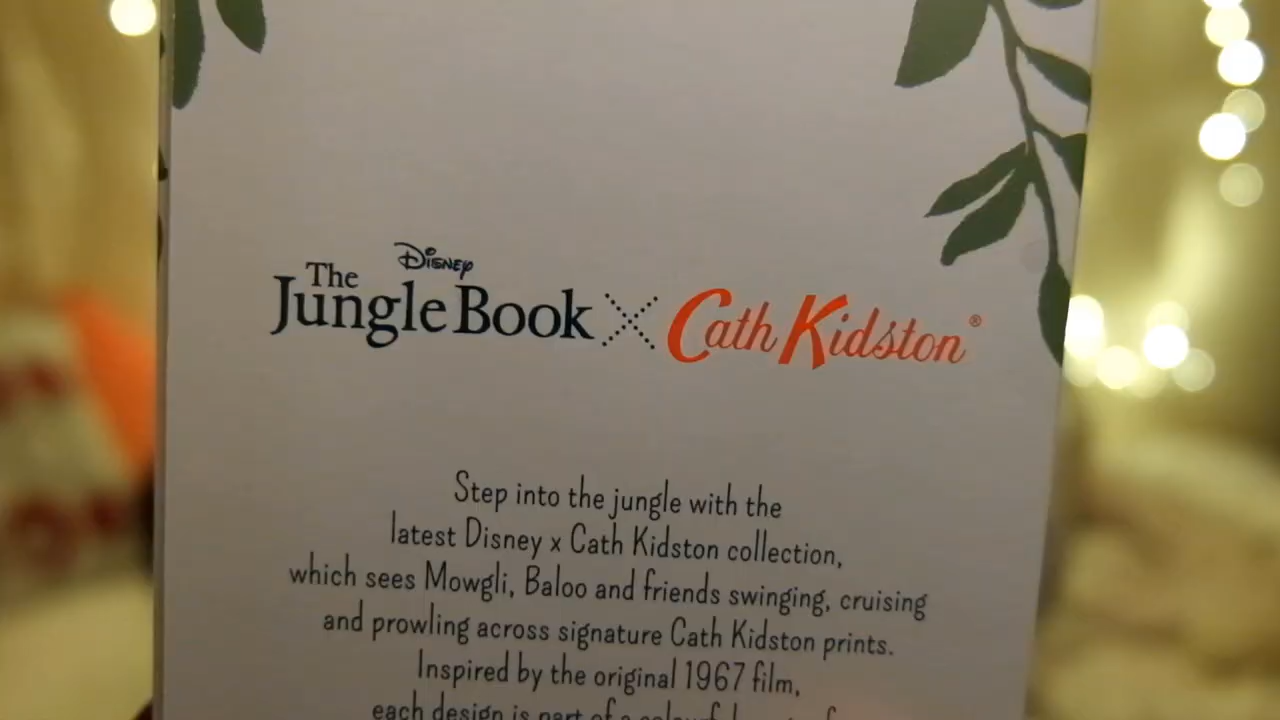 Disney
The
Jungle Book X Cath Kidston®
Step into the jungle with the
latest Disney x Cath Kidston collection,
which sees Mowgli, Baloo and friends swinging, cruising
and prowling across signature Cath Kidston prints.
Inspired by the original 1967 film,
each design is part of a